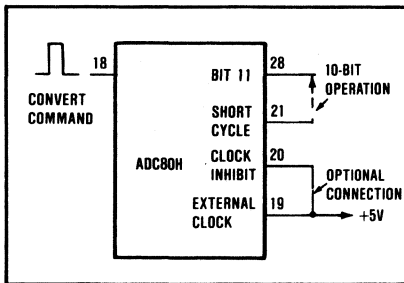 18
CONVERT
COMMAND
ADC80H
BIT 11
28
10-BIT
OPERATION
SHORT
CYCLE
21
CLOCK
INHIBIT
20
OPTIONAL
CONNECTION
EXTERNAL
CLOCK
19
+5V